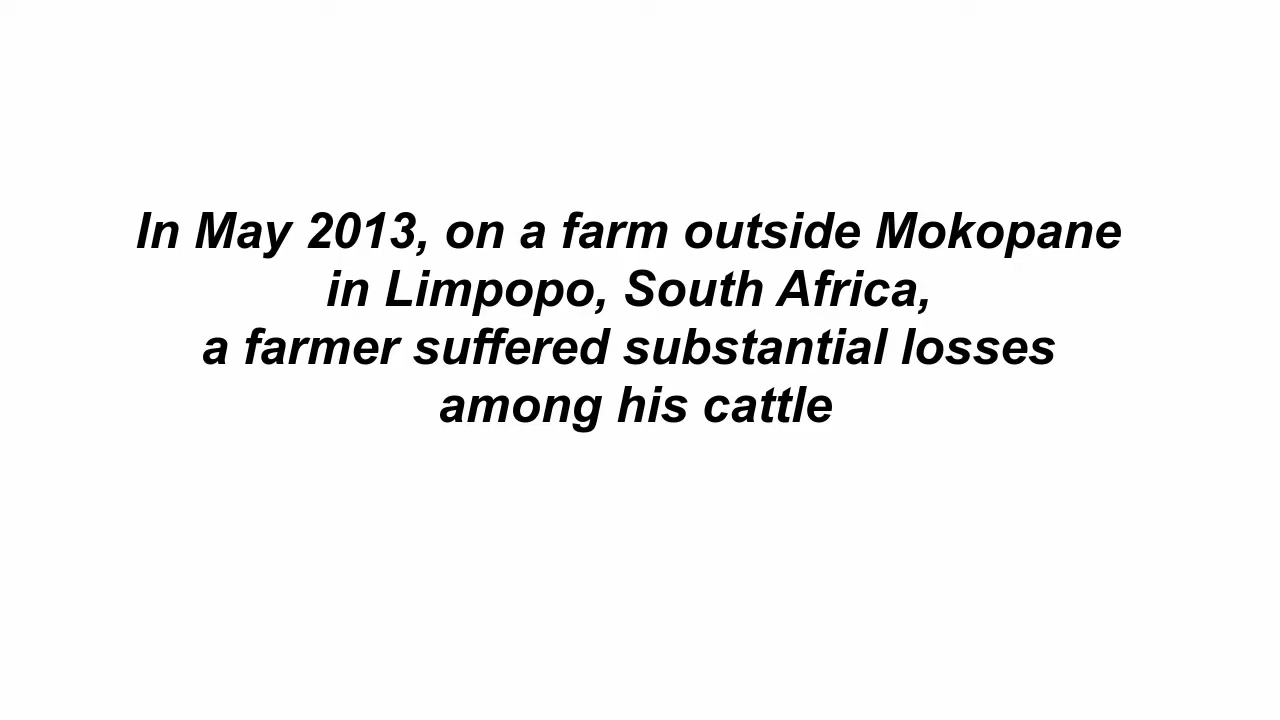 In May 2013, on a farm outside Mokopane
in Limpopo, South Africa,
a farmer suffered substantial losses
among his cattle